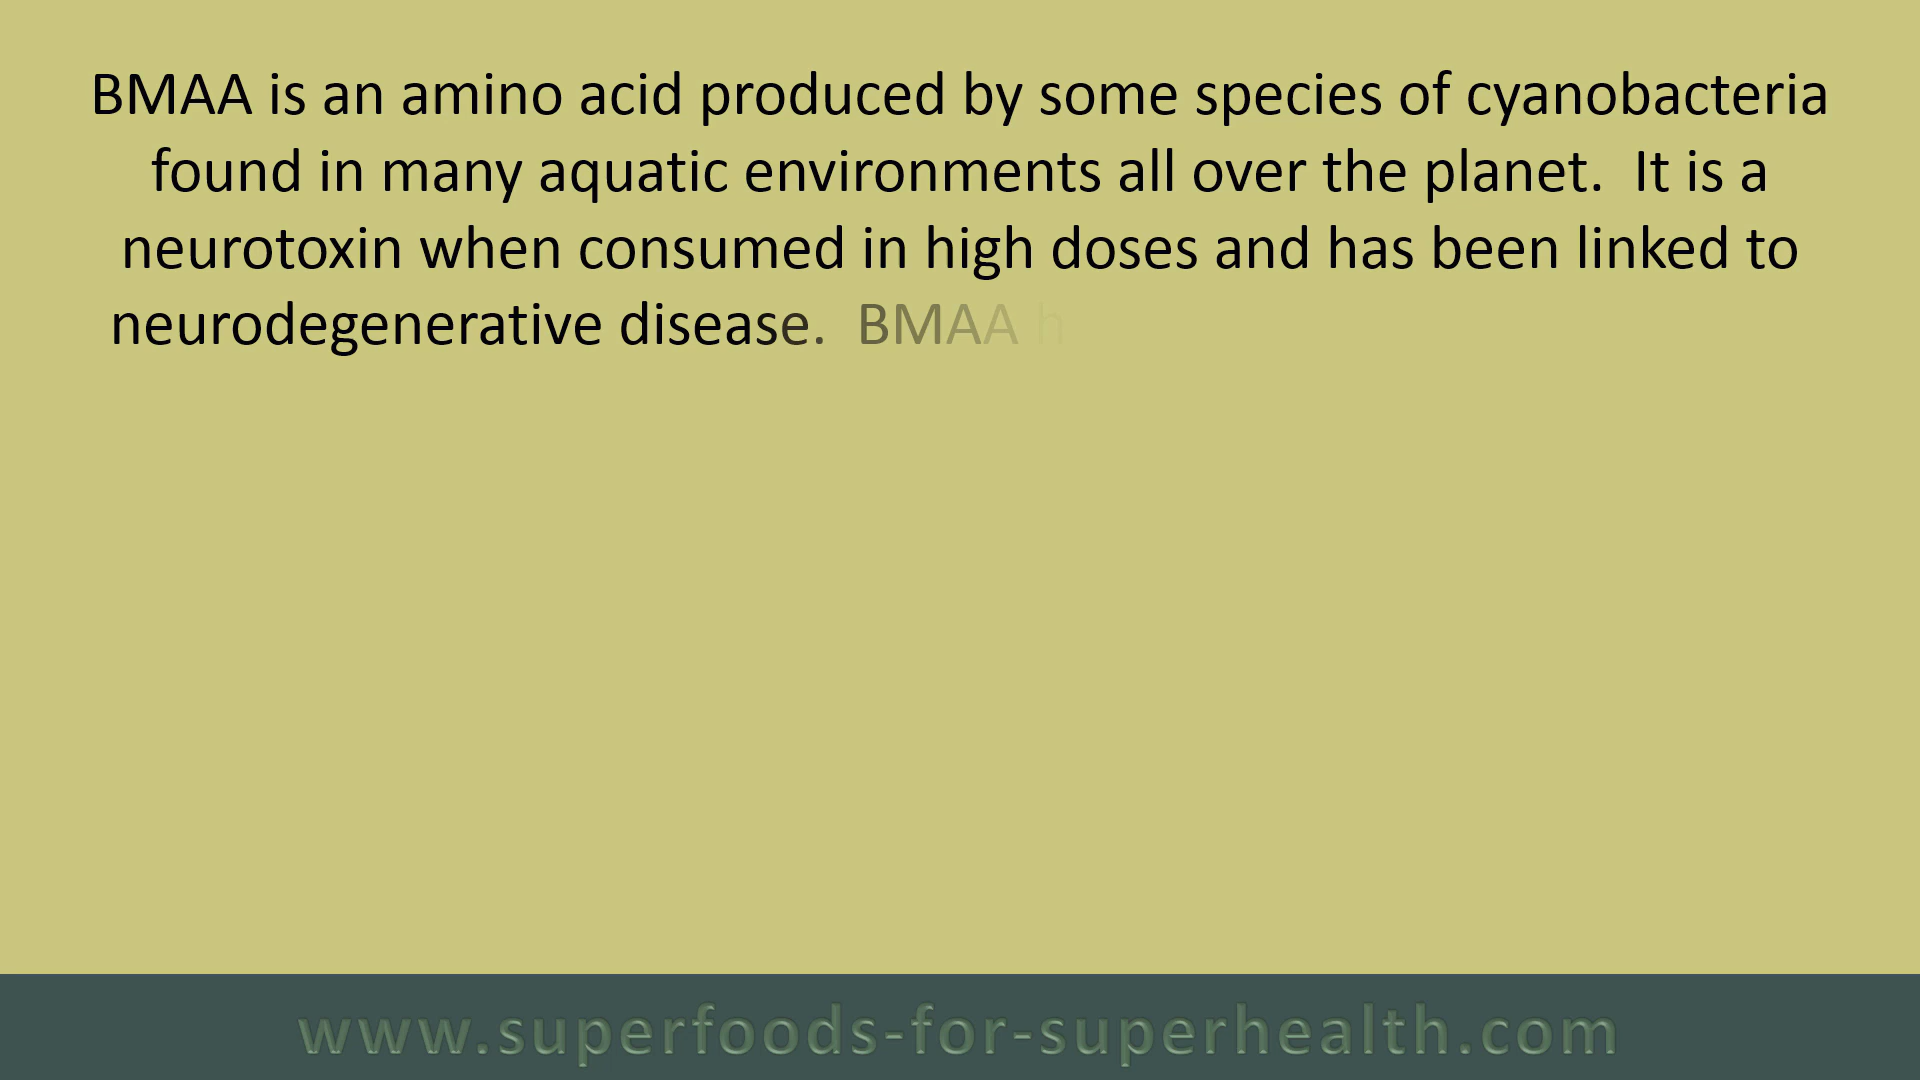 BMAA is an amino acid produced by some species of cyanobacteria
found in many aquatic environments all over the planet.  It is a
neurotoxin when consumed in high doses and has been linked to
neurodegenerative disease.  BMAA h
www.superfoods-for-superhealth.com